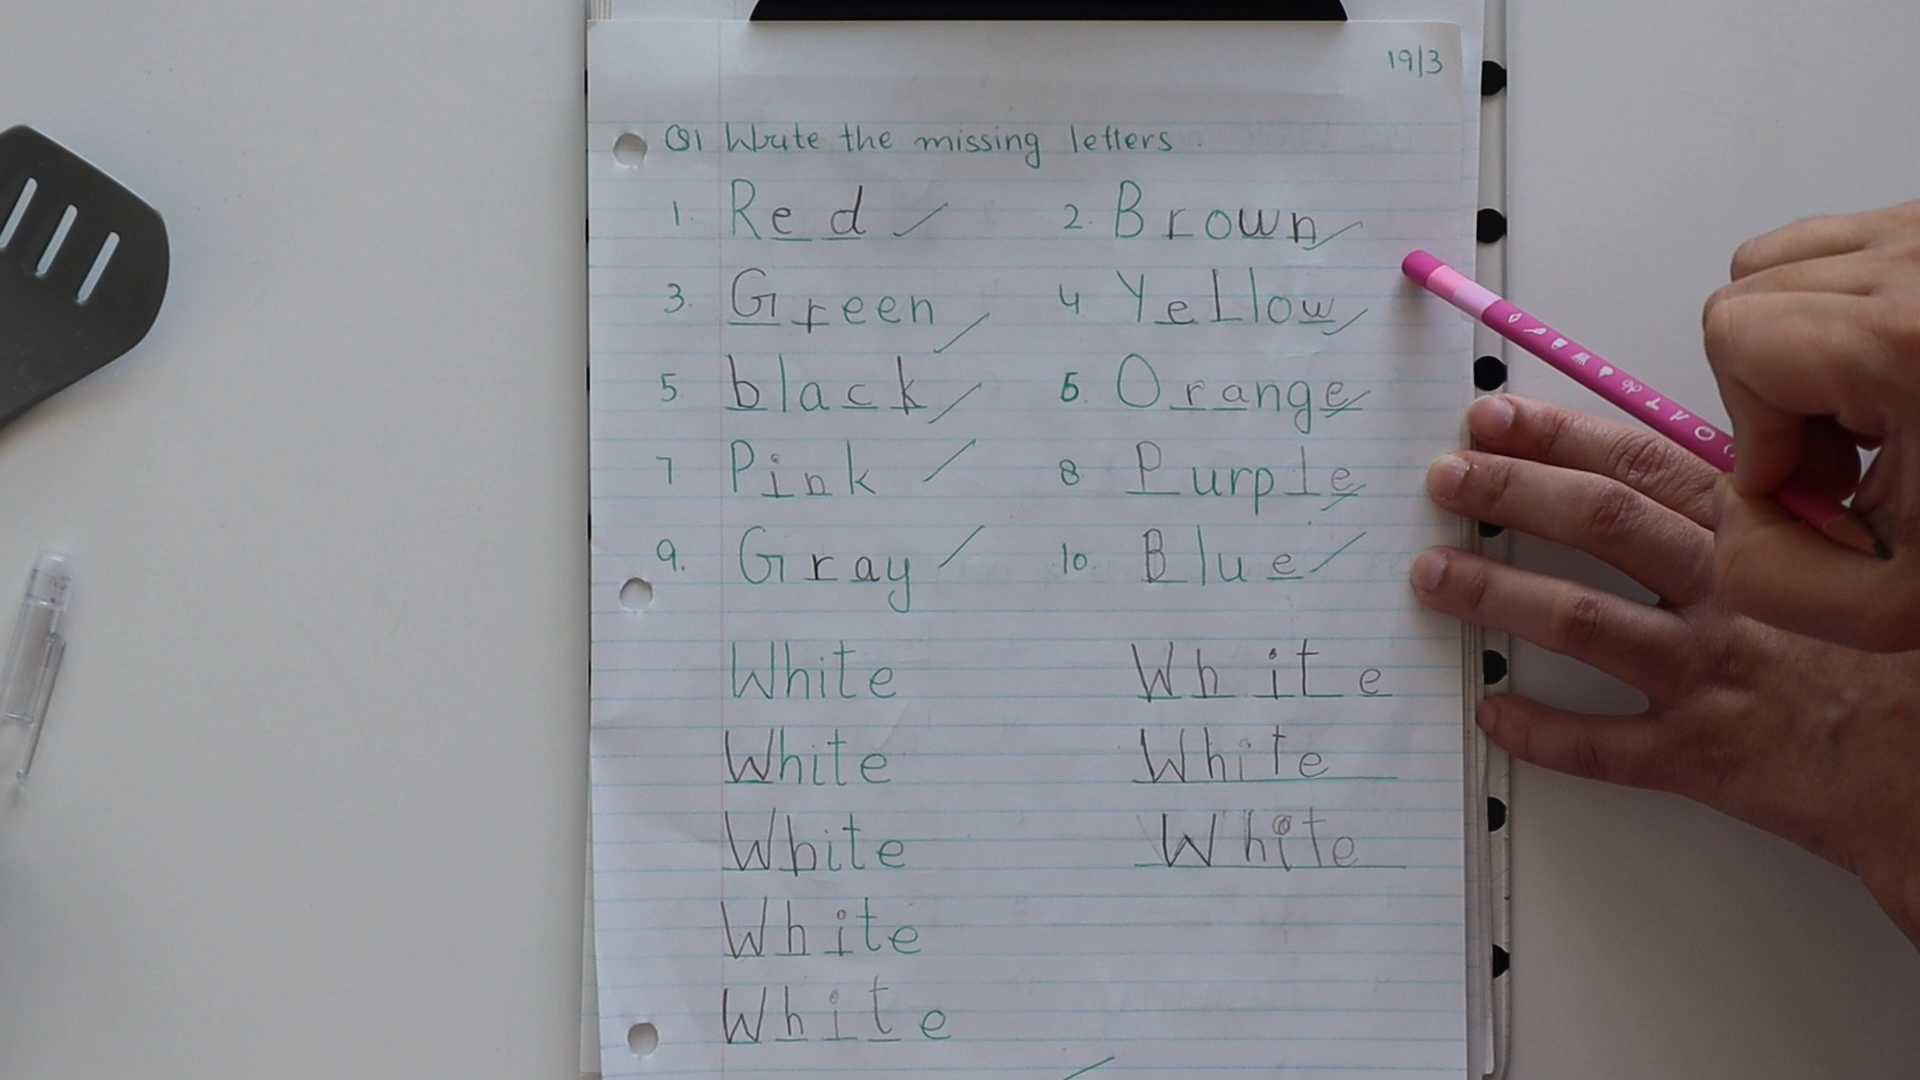 19/3
Q1 Write the missing letters.
1. Red 2. Brown
3. Green 4 Yellow
5. black 6. Orange
7 Pink 8 Purple
9. Gray 10. Blue
White White
White White
White White
White
White